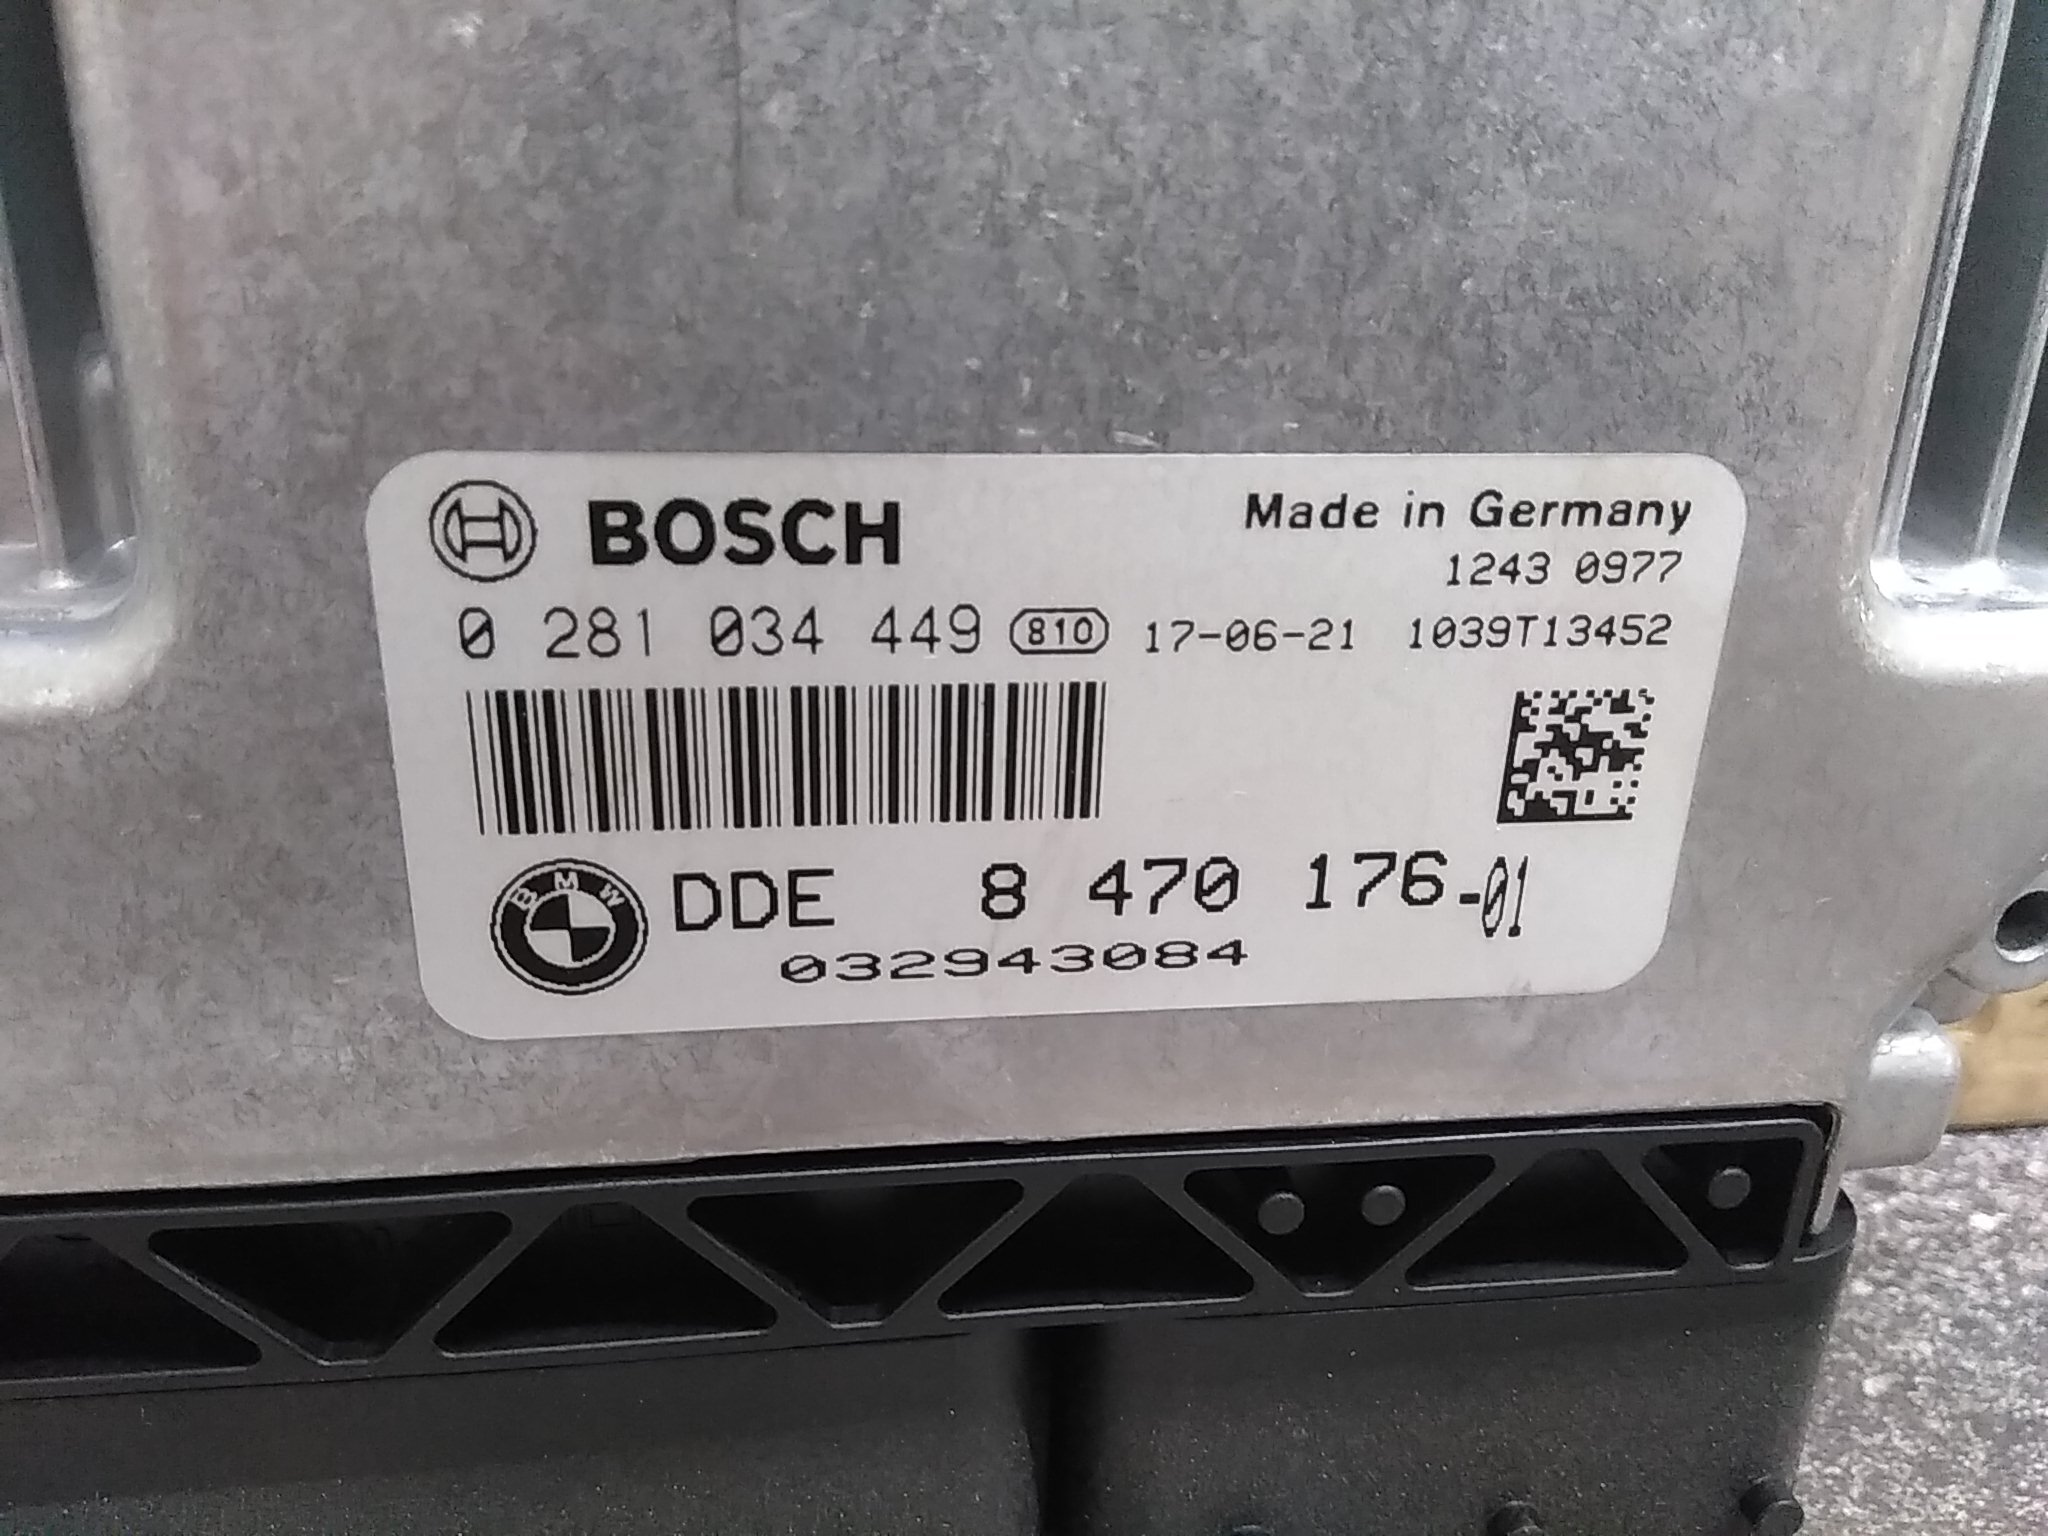 BOSCH
Made in Germany
1243 0977
0 281 034 449 810 17-06-21 1039T13452
BMW DDE 8 470 176-01
032943084